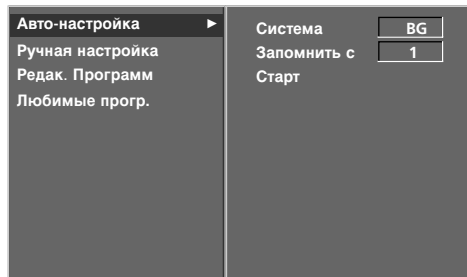 Авто-настройка ►
Ручная настройка
Редак. Программ
Любимые прогр.
Система BG
Запомнить с 1
Старт